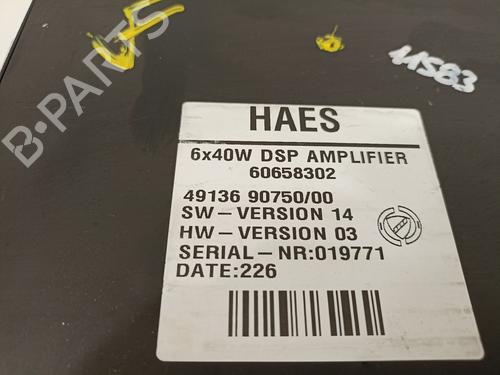 B-PARTS
11583
HAES
6x40W DSP AMPLIFIER
60658302
49136 90750/00
SW-VERSION 14
HW-VERSION 03
SERIAL-NR:019771
DATE:226